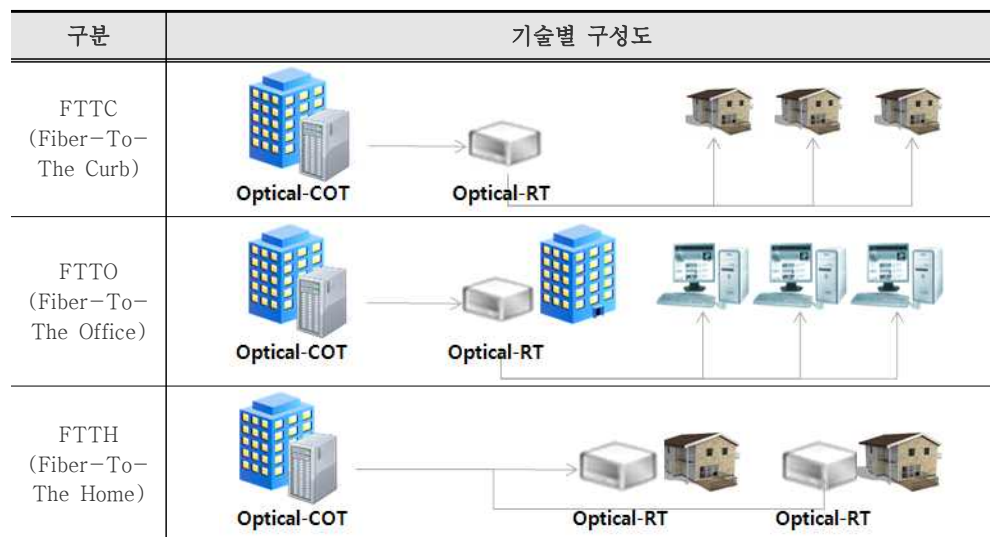 구분
기술별 구성도
FTTC
(Fiber-To-
The Curb)
Optical-COT
Optical-RT
FTTO
(Fiber-To-
The Office)
Optical-COT
Optical-RT
FTTH
(Fiber-To-
The Home)
Optical-COT
Optical-RT
Optical-RT